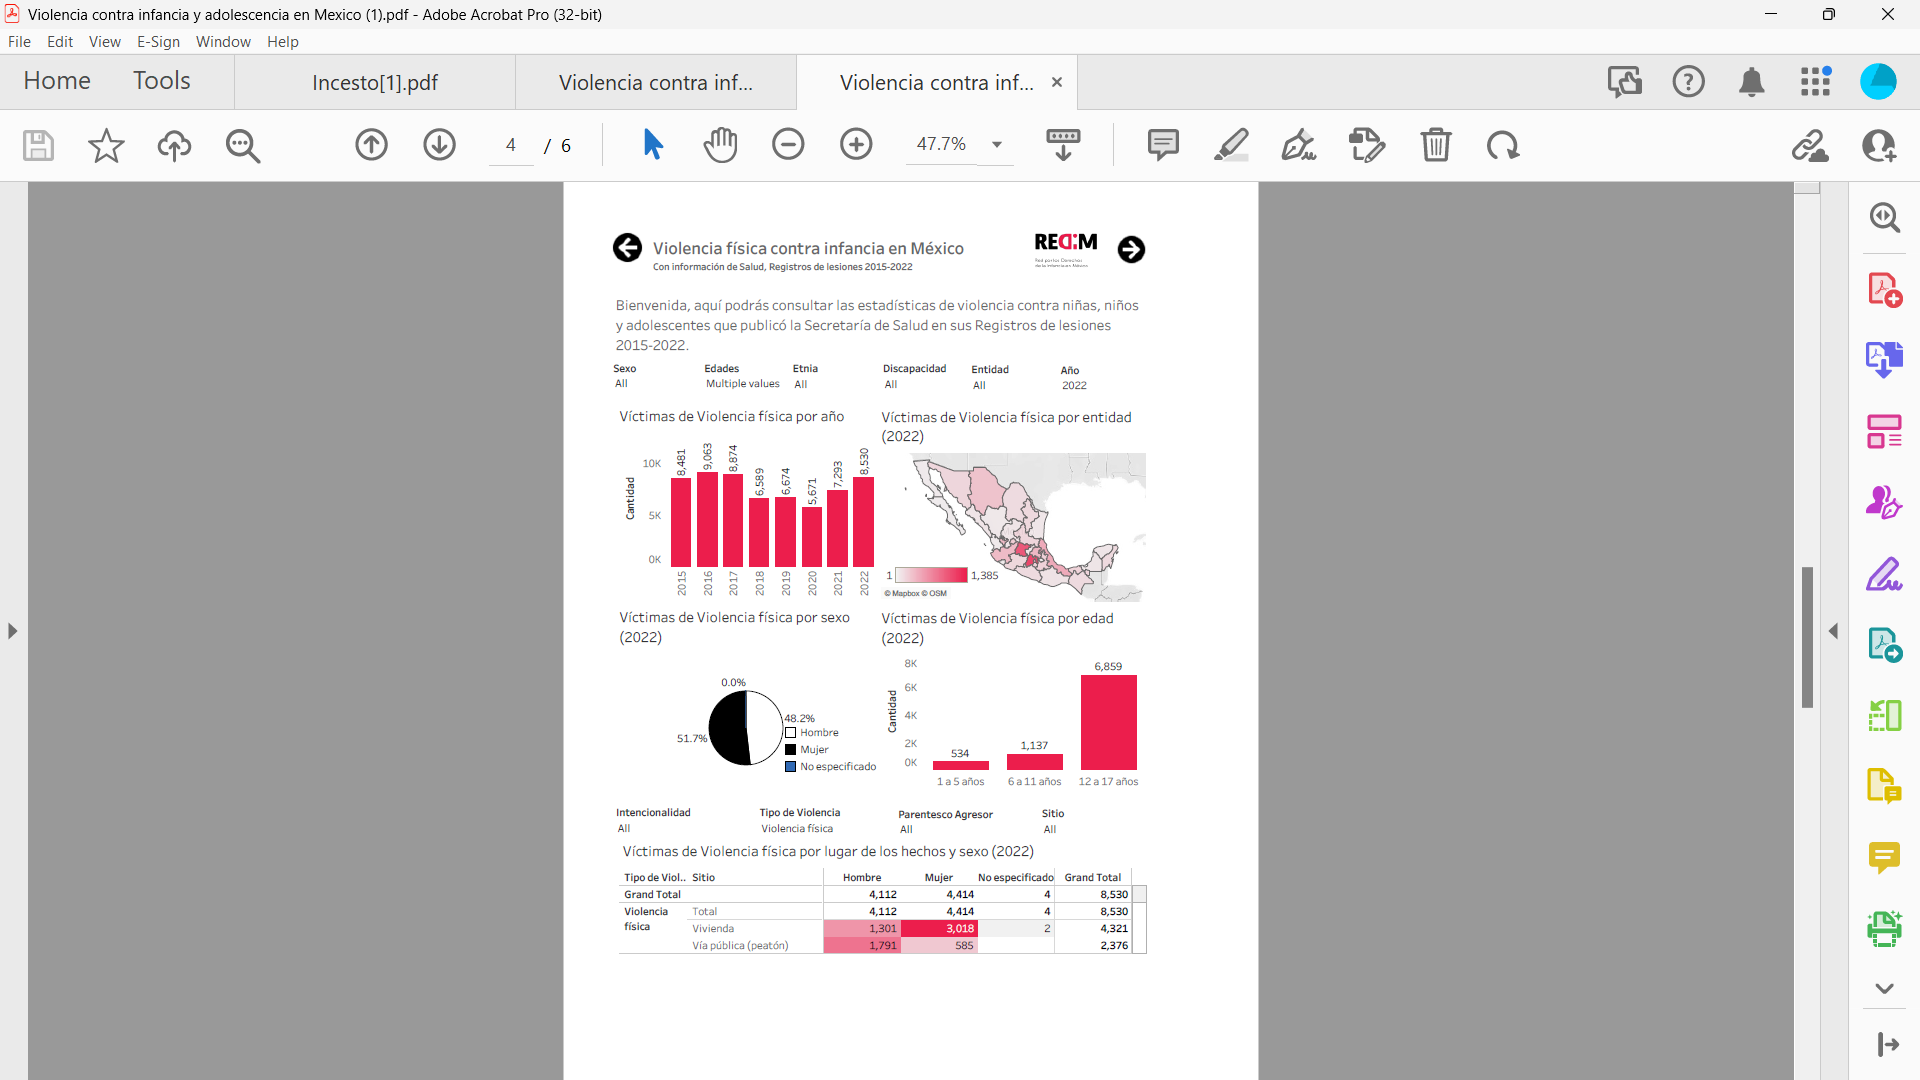 Violencia contra infancia y adolescencia en Mexico (1).pdf - Adobe Acrobat Pro (32-bit)
File Edit View E-Sign Window Help
Home Tools Incesto[1].pdf Violencia contra inf... Violencia contra inf...
4 / 6 47.7%
Violencia física contra infancia en México
Con información de Salud, Registros de lesiones 2015-2022
REDIM
Red por los Derechos
de la Infancia en México
Bienvenida, aquí podrás consultar las estadísticas de violencia contra niñas, niños
y adolescentes que publicó la Secretaría de Salud en sus Registros de lesiones
2015-2022.
Sexo Edades Etnia Discapacidad Entidad Año
All Multiple values All All All 2022
Víctimas de Violencia física por año
Cantidad
10K
5K
0K
8,481 9,063 8,874 6,589 6,674 5,671 7,293 8,530
2015 2016 2017 2018 2019 2020 2021 2022
Víctimas de Violencia física por entidad
(2022)
1 1,385
© Mapbox © OSM
Víctimas de Violencia física por sexo
(2022)
0.0%
48.2%
51.7%
Hombre
Mujer
No especificado
Víctimas de Violencia física por edad
(2022)
Cantidad
8K
6K
4K
2K
0K
534 1,137 6,859
1 a 5 años 6 a 11 años 12 a 17 años
Intencionalidad Tipo de Violencia Parentesco Agresor Sitio
All Violencia física All All
Víctimas de Violencia física por lugar de los hechos y sexo (2022)
Tipo de Viol.. Sitio Hombre Mujer No especificado Grand Total
Grand Total 4,112 4,414 4 8,530
Violencia física Total 4,112 4,414 4 8,530
Vivienda 1,301 3,018 2 4,321
Vía pública (peatón) 1,791 585 2,376